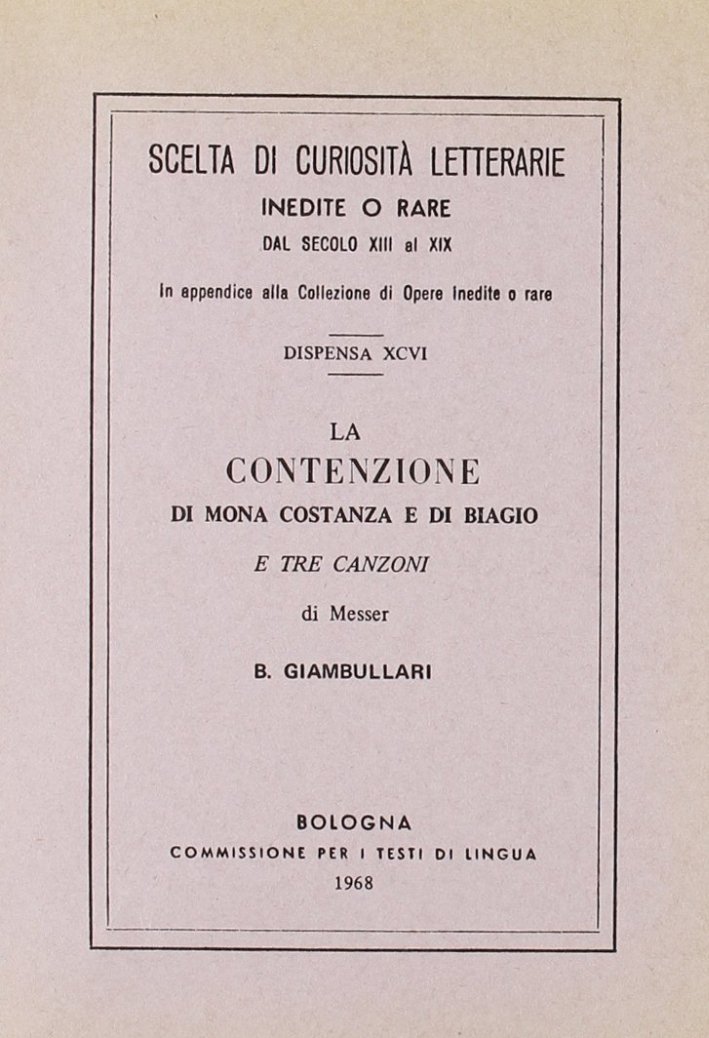 SCELTA DI CURIOSITÀ LETTERARIE
INEDITE O RARE
DAL SECOLO XIII al XIX
In appendice alla Collezione di Opere Inedite o rare
DISPENSA XCVI
LA
CONTENZIONE
DI MONA COSTANZA E DI BIAGIO
E TRE CANZONI
di Messer
B. GIAMBULLARI
BOLOGNA
COMMISSIONE PER I TESTI DI LINGUA
1968